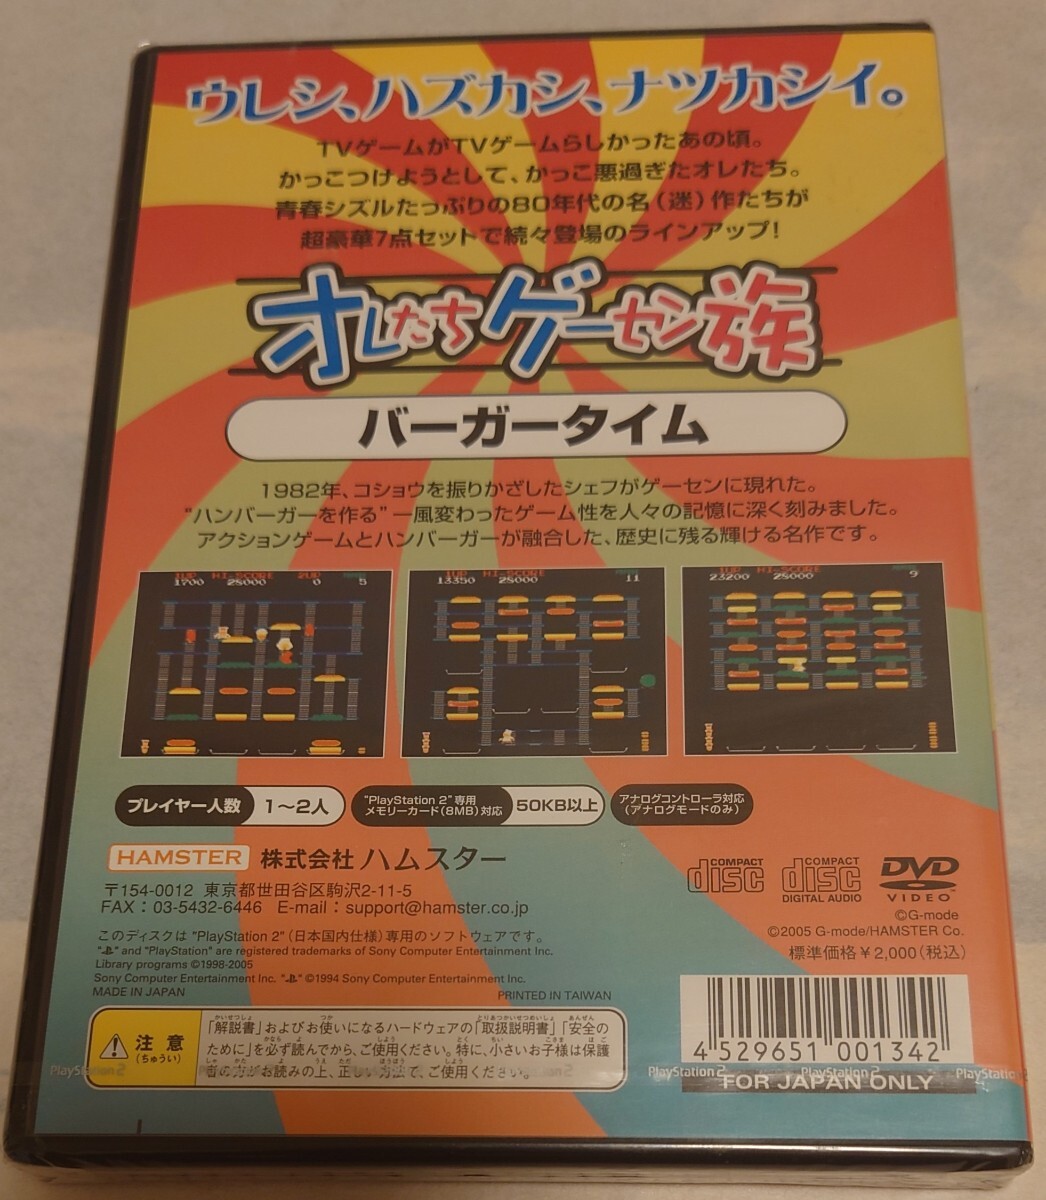 ウレシ、ハズカシ、ナツカシイ。
TVゲームがTVゲームらしかったあの頃。
かっこつけようとして、かっこ悪過ぎたオレたち。
青春シズルたっぷりの80年代の名(迷)作たちが
超豪華7点セットで続々登場のラインアップ!
オレたちゲーセン族
バーガータイム
1982年、コショウを振りかざしたシェフがゲーセンに現れた。
"ハンバーガーを作る"一風変わったゲーム性を人々の記憶に深く刻みました。
アクションゲームとハンバーガーが融合した、歴史に残る輝ける名作です。
1UP HI-SCORE 2UP
1700 28000 0 5
1UP HI-SCORE
13350 28000 11
1UP HI-SCORE
23200 28000 9
プレイヤー人数 1~2人
"PlayStation 2"専用
メモリーカード(8MB)対応 50KB以上
アナログコントローラ対応
(アナログモードのみ)
HAMSTER 株式会社 ハムスター
〒154-0012 東京都世田谷区駒沢2-11-5
FAX:03-5432-6446 E-mail:support@hamster.co.jp
COMPACT disc
COMPACT disc DIGITAL AUDIO
DVD VIDEO
©G-mode
©2005 G-mode/HAMSTER Co.
標準価格¥2,000(税込)
このディスクは"PlayStation 2"(日本国内仕様)専用のソフトウェアです。
" " and "PlayStation" are registered trademarks of Sony Computer Entertainment Inc.
Library programs ©1998-2005
Sony Computer Entertainment Inc. " " ©1994 Sony Computer Entertainment Inc.
MADE IN JAPAN
PRINTED IN TAIWAN
注意
(ちゅうい)
「解説書」およびお使いになるハードウェアの「取扱説明書」「安全の
ために」を必ず読んでから、ご使用ください。特に、小さいお子様は保護
者の方がお読みの上、正しい方法で、ご使用ください。
4 529651 001342
FOR JAPAN ONLY
PlayStation 2
PlayStation 2
PlayStation 2
PlayStation 2